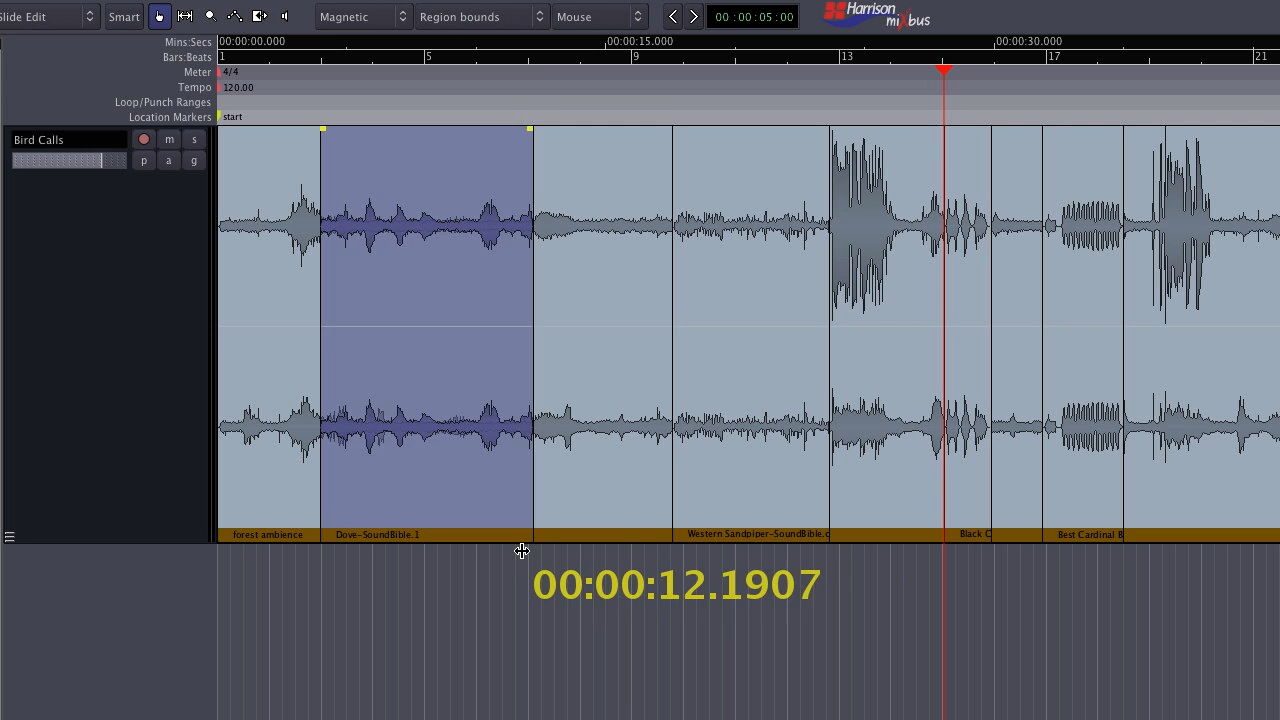 Slide Edit Smart Magnetic Region bounds Mouse 00:00:05:00 Harrison mixbus
Mins:Secs 00:00:00.000 00:00:15.000 00:00:30.000
Bars:Beats 1 5 9 13 17 21
Meter 4/4
Tempo 120.00
Loop/Punch Ranges
Location Markers start
Bird Calls m s
p a g
forest ambience Dove-SoundBible.1 Western Sandpiper-SoundBible.c Black C Best Cardinal B
00:00:12.1907